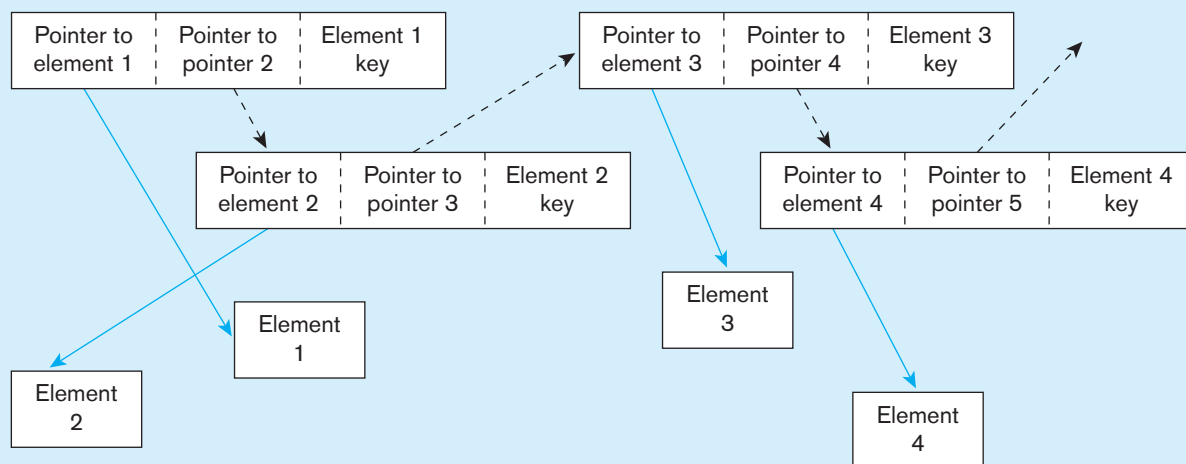 Pointer to
element 1
Pointer to
pointer 2
Element 1
key
Pointer to
element 3
Pointer to
pointer 4
Element 3
key
Pointer to
element 2
Pointer to
pointer 3
Element 2
key
Pointer to
element 4
Pointer to
pointer 5
Element 4
key
Element
1
Element
3
Element
2
Element
4